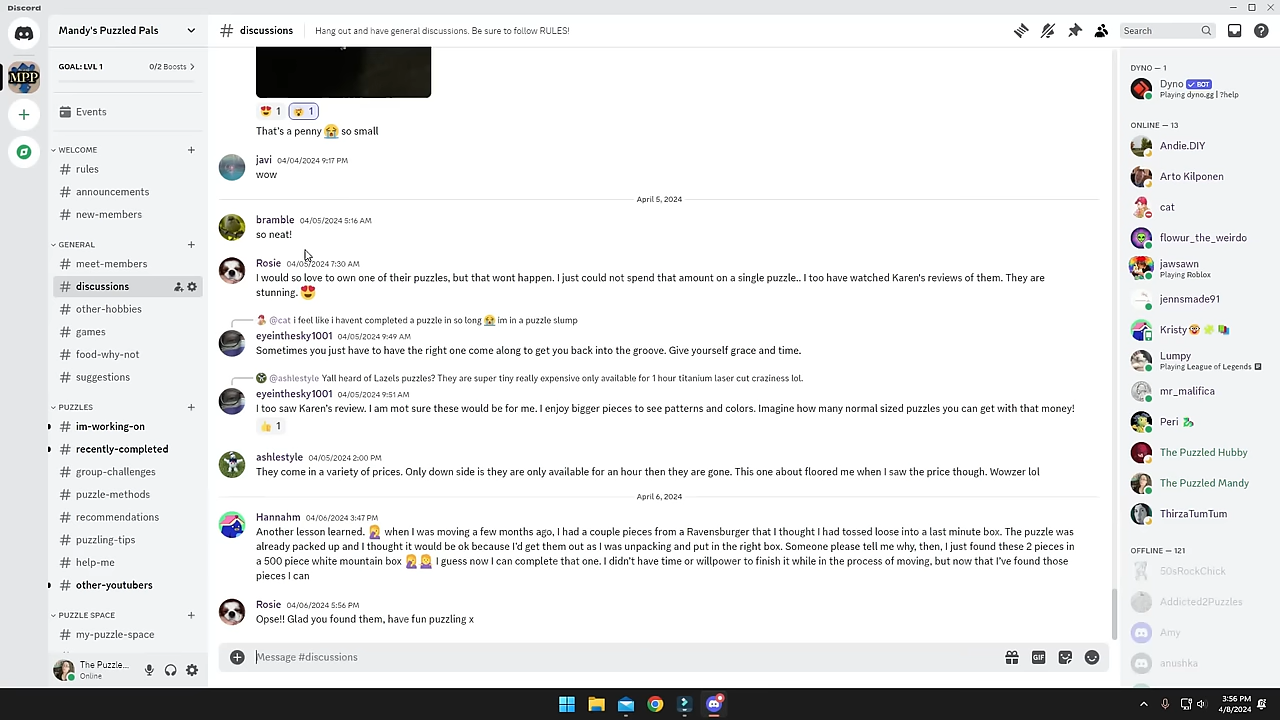 Discord
Mandy's Puzzled Pals
# discussions
Hang out and have general discussions. Be sure to follow RULES!
Search
GOAL: LVL 1
0/2 Boosts
Events
WELCOME
# rules
# announcements
# new-members
GENERAL
# meet-members
# discussions
# other-hobbies
# games
# food-why-not
# suggestions
PUZZLES
# im-working-on
# recently-completed
# group-challenges
# puzzle-methods
# recommendations
# puzzling-tips
# help-me
# other-youtubers
PUZZLE SPACE
# my-puzzle-space
The Puzzle...
Online
MPP
😍 1
1
That's a penny 😭 so small
javi 04/04/2024 9:17 PM
wow
April 5, 2024
bramble 04/05/2024 5:16 AM
so neat!
Rosie 04/05/2024 7:30 AM
I would so love to own one of their puzzles, but that wont happen. I just could not spend that amount on a single puzzle.. I too have watched Karen's reviews of them. They are
stunning. 😍
@cat i feel like i havent completed a puzzle in so long 😭 im in a puzzle slump
eyeinthesky1001 04/05/2024 9:49 AM
Sometimes you just have to have the right one come along to get you back into the groove. Give yourself grace and time.
@ashlestyle Yall heard of Lazels puzzles? They are super tiny really expensive only available for 1 hour titanium laser cut craziness lol.
eyeinthesky1001 04/05/2024 9:51 AM
I too saw Karen's review. I am mot sure these would be for me. I enjoy bigger pieces to see patterns and colors. Imagine how many normal sized puzzles you can get with that money!
👍 1
ashlestyle 04/05/2024 2:00 PM
They come in a variety of prices. Only down side is they are only available for an hour then they are gone. This one about floored me when I saw the price though. Wowzer lol
April 6, 2024
Hannahm 04/06/2024 3:47 PM
Another lesson learned. 🤦‍♀️ when I was moving a few months ago, I had a couple pieces from a Ravensburger that I thought I had tossed loose into a last minute box. The puzzle was
already packed up and I thought it would be ok because I'd get them out as I was unpacking and put in the right box. Someone please tell me why, then, I just found these 2 pieces in
a 500 piece white mountain box 🤦‍♀️🤦‍♀️ I guess now I can complete that one. I didn't have time or willpower to finish it while in the process of moving, but now that I've found those
pieces I can
Rosie 04/06/2024 5:56 PM
Opse!! Glad you found them, have fun puzzling x
Message #discussions
GIF
DYNO — 1
Dyno ✓ BOT
Playing dyno.gg | ?help
ONLINE — 13
Andie.DIY
Arto Kilponen
cat
flowur_the_weirdo
jawsawn
Playing Roblox
jennsmade91
Kristy
Lumpy
Playing League of Legends
mr_malifica
Peri
The Puzzled Hubby
The Puzzled Mandy
ThirzaTumTum
OFFLINE — 121
50sRockChick
Addicted2Puzzles
Amy
anushka
3:56 PM
4/8/2024